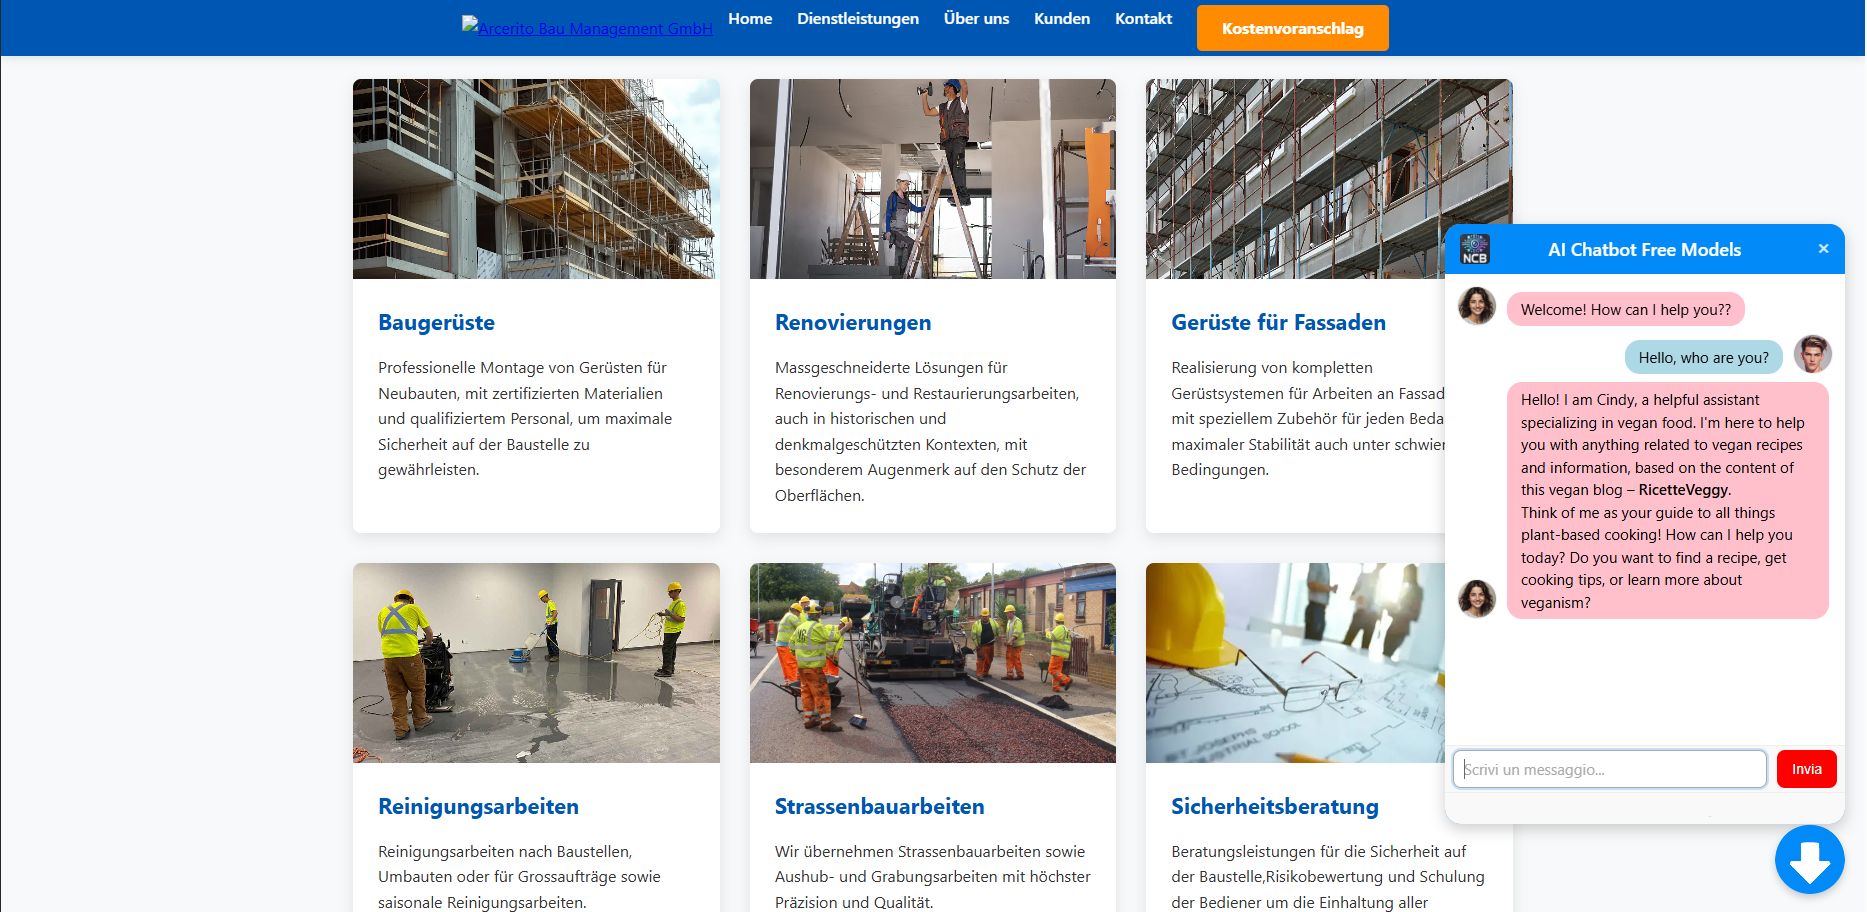 Arcerito Bau Management GmbH
Home
Dienstleistungen
Über uns
Kunden
Kontakt
Kostenvoranschlag
Baugerüste
Professionelle Montage von Gerüsten für
Neubauten, mit zertifizierten Materialien
und qualifiziertem Personal, um maximale
Sicherheit auf der Baustelle zu
gewährleisten.
Renovierungen
Massgeschneiderte Lösungen für
Renovierungs- und Restaurierungsarbeiten,
auch in historischen und
denkmalgeschützten Kontexten, mit
besonderem Augenmerk auf den Schutz der
Oberflächen.
Gerüste für Fassaden
Realisierung von kompletten
Gerüstsystemen für Arbeiten an Fassad
mit speziellem Zubehör für jeden Beda
maximaler Stabilität auch unter schwier
Bedingungen.
Reinigungsarbeiten
Reinigungsarbeiten nach Baustellen,
Umbauten oder für Grossaufträge sowie
saisonale Reinigungsarbeiten.
Strassenbauarbeiten
Wir übernehmen Strassenbauarbeiten sowie
Aushub- und Grabungsarbeiten mit höchster
Präzision und Qualität.
Sicherheitsberatung
Beratungsleistungen für die Sicherheit auf
der Baustelle,Risikobewertung und Schulung
der Bediener um die Einhaltung aller
NCB
AI Chatbot Free Models
×
Welcome! How can I help you??
Hello, who are you?
Hello! I am Cindy, a helpful assistant
specializing in vegan food. I'm here to help
you with anything related to vegan recipes
and information, based on the content of
this vegan blog – RicetteVeggy.
Think of me as your guide to all things
plant-based cooking! How can I help you
today? Do you want to find a recipe, get
cooking tips, or learn more about
veganism?
Scrivi un messaggio...
Invia